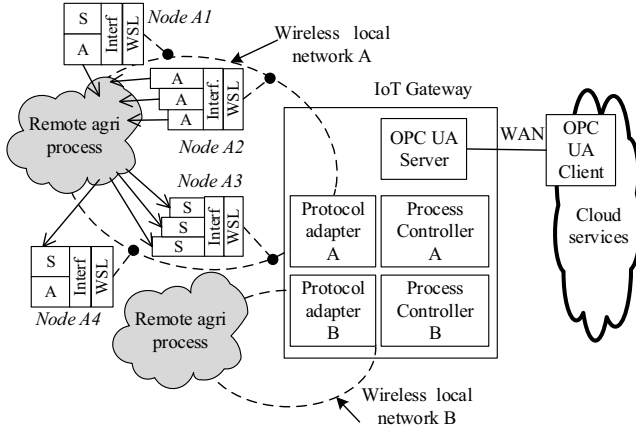 Node A1
S
A
Interf
WSL
Wireless local
network A
A
A
A
Interf.
WSL
Node A2
Remote agri
process
IoT Gateway
OPC UA
Server
WAN
OPC
UA
Client
Cloud
services
Node A3
S
S
S
Interf
WSL
Protocol
adapter
A
Process
Controller
A
S
A
Interf
WSL
Node A4
Remote agri
process
Protocol
adapter
B
Process
Controller
B
Wireless local
network B